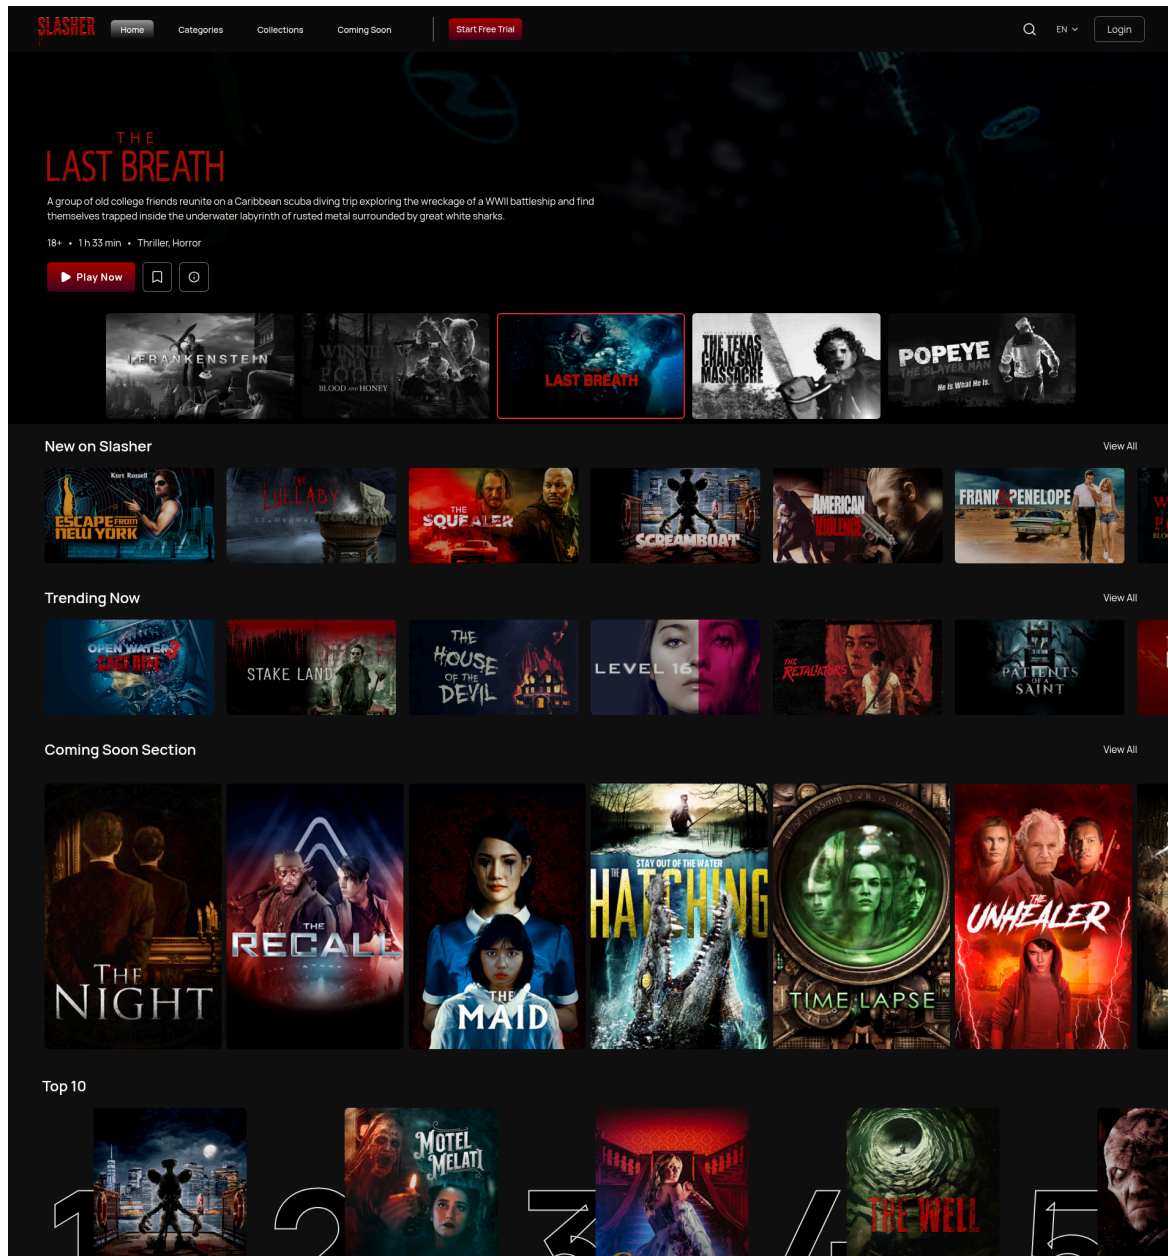 SLASHER
Home
Categories
Collections
Coming Soon
Start Free Trial
EN
Login
THE
LAST BREATH
A group of old college friends reunite on a Caribbean scuba diving trip exploring the wreckage of a WWII battleship and find
themselves trapped inside the underwater labyrinth of rusted metal surrounded by great white sharks.
18+ • 1 h 33 min • Thriller, Horror
Play Now
I, FRANKENSTEIN
WINNIE
POOH
BLOOD AND HONEY
LAST BREATH
THE TEXAS
CHAIN SAW
MASSACRE
POPEYE
THE SLAYER MAN
He Is What He Is.
New on Slasher
View All
Kurt Russell
ESCAPE FROM
NEW YORK
THE
LULLABY
THE
SQUEALER
SCREAMBOAT
AMERICAN
VIOLENCE
FRANK & PENELOPE
Trending Now
View All
OPEN WATER 3
CAGE DIVE
STAKE LAND
THE
HOUSE
OF THE
DEVIL
LEVEL 16
THE
RETALIATORS
PATIENTS
OF A
SAINT
Coming Soon Section
View All
THE
NIGHT
THE
RECALL
THE
MAID
STAY OUT OF THE WATER
THE
HATCHING
TIME LAPSE
THE
UNHEALER
Top 10
1
MOTEL
MELATI
2
3
THE WELL
4
5